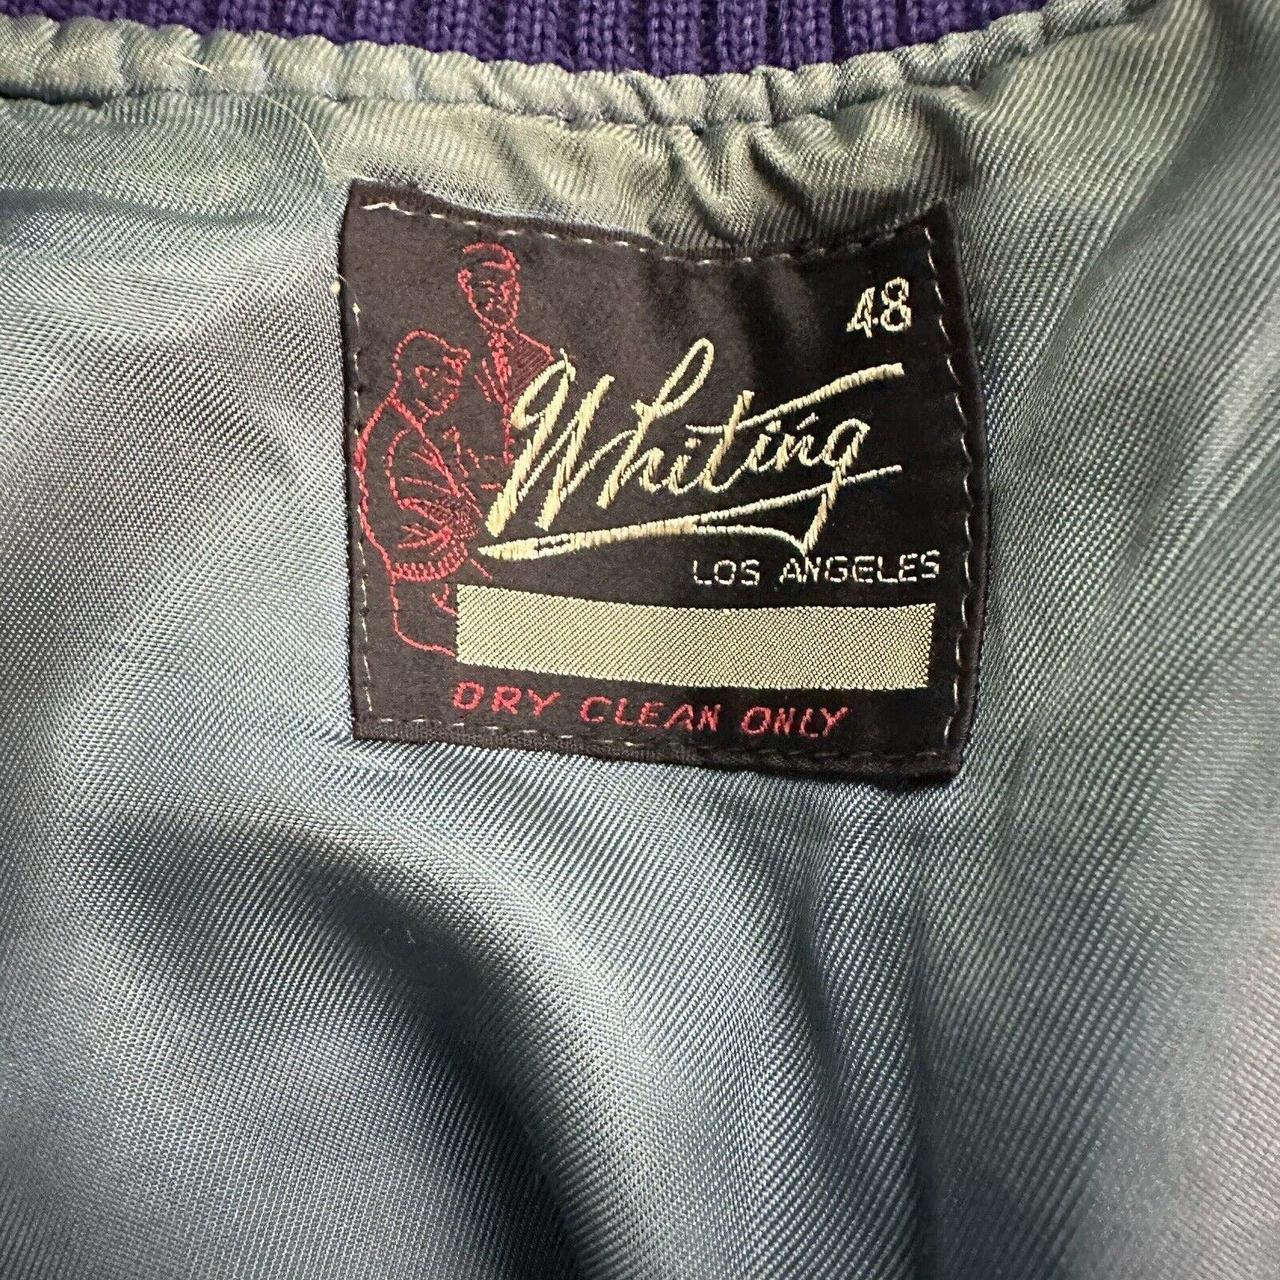 48
Whiting
LOS ANGELES
DRY CLEAN ONLY